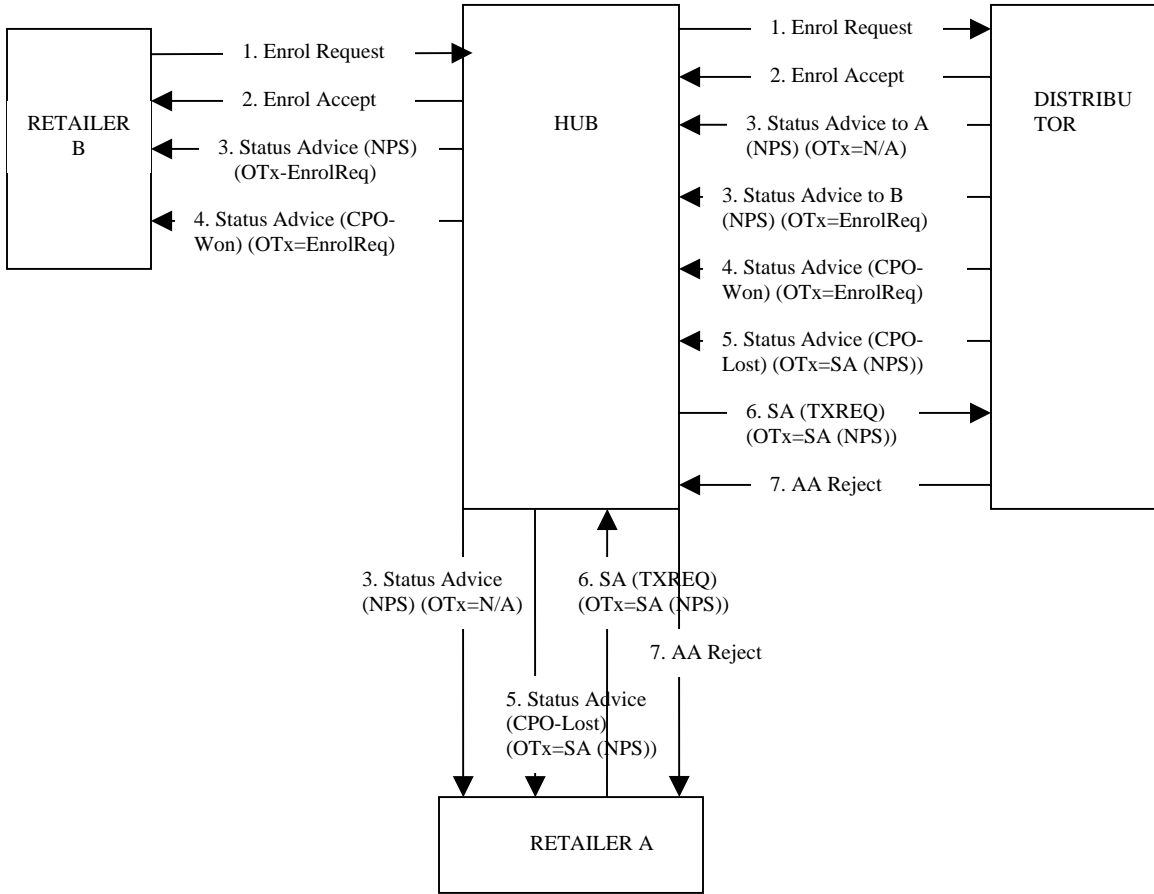 RETAILER
B
1. Enrol Request
2. Enrol Accept
3. Status Advice (NPS)
(OTx-EnrolReq)
4. Status Advice (CPO-
Won) (OTx=EnrolReq)
HUB
1. Enrol Request
2. Enrol Accept
3. Status Advice to A
(NPS) (OTx=N/A)
3. Status Advice to B
(NPS) (OTx=EnrolReq)
4. Status Advice (CPO-
Won) (OTx=EnrolReq)
5. Status Advice (CPO-
Lost) (OTx=SA (NPS))
6. SA (TXREQ)
(OTx=SA (NPS))
7. AA Reject
DISTRIBU
TOR
3. Status Advice
(NPS) (OTx=N/A)
6. SA (TXREQ)
(OTx=SA (NPS))
7. AA Reject
5. Status Advice
(CPO-Lost)
(OTx=SA (NPS))
RETAILER A